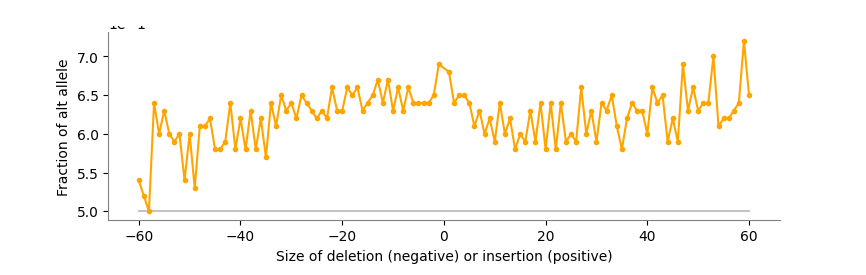 7.0
6.5
6.0
5.5
5.0
Fraction of alt allele
−60 −40 −20 0 20 40 60
Size of deletion (negative) or insertion (positive)